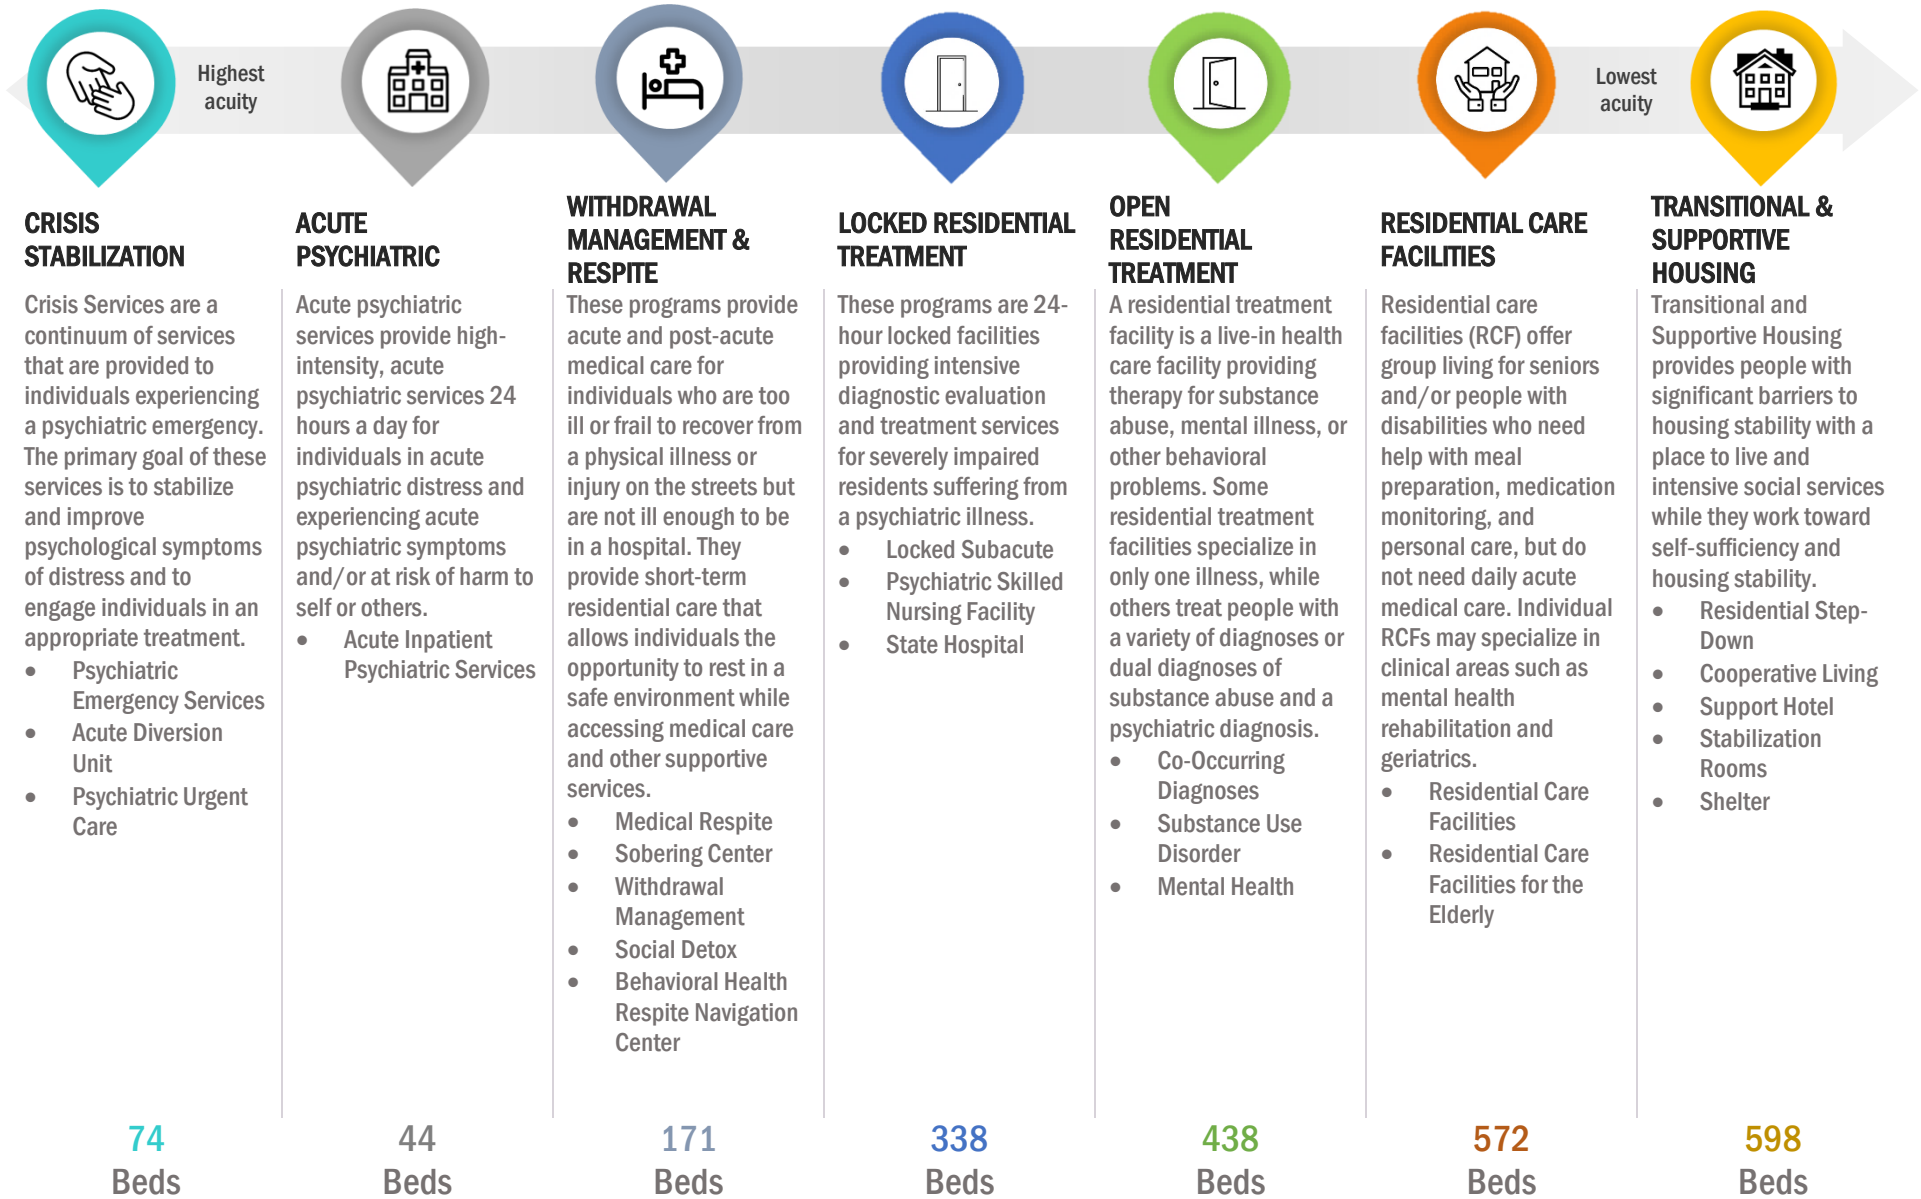 Highest
acuity
Lowest
acuity
CRISIS
STABILIZATION
Crisis Services are a
continuum of services
that are provided to
individuals experiencing
a psychiatric emergency.
The primary goal of these
services is to stabilize
and improve
psychological symptoms
of distress and to
engage individuals in an
appropriate treatment.
• Psychiatric
Emergency Services
• Acute Diversion
Unit
• Psychiatric Urgent
Care
74
Beds
ACUTE
PSYCHIATRIC
Acute psychiatric
services provide high-
intensity, acute
psychiatric services 24
hours a day for
individuals in acute
psychiatric distress and
experiencing acute
psychiatric symptoms
and/or at risk of harm to
self or others.
• Acute Inpatient
Psychiatric Services
44
Beds
WITHDRAWAL
MANAGEMENT &
RESPITE
These programs provide
acute and post-acute
medical care for
individuals who are too
ill or frail to recover from
a physical illness or
injury on the streets but
are not ill enough to be
in a hospital. They
provide short-term
residential care that
allows individuals the
opportunity to rest in a
safe environment while
accessing medical care
and other supportive
services.
• Medical Respite
• Sobering Center
• Withdrawal
Management
• Social Detox
• Behavioral Health
Respite Navigation
Center
171
Beds
LOCKED RESIDENTIAL
TREATMENT
These programs are 24-
hour locked facilities
providing intensive
diagnostic evaluation
and treatment services
for severely impaired
residents suffering from
a psychiatric illness.
• Locked Subacute
• Psychiatric Skilled
Nursing Facility
• State Hospital
338
Beds
OPEN
RESIDENTIAL
TREATMENT
A residential treatment
facility is a live-in health
care facility providing
therapy for substance
abuse, mental illness, or
other behavioral
problems. Some
residential treatment
facilities specialize in
only one illness, while
others treat people with
a variety of diagnoses or
dual diagnoses of
substance abuse and a
psychiatric diagnosis.
• Co-Occurring
Diagnoses
• Substance Use
Disorder
• Mental Health
438
Beds
RESIDENTIAL CARE
FACILITIES
Residential care
facilities (RCF) offer
group living for seniors
and/or people with
disabilities who need
help with meal
preparation, medication
monitoring, and
personal care, but do
not need daily acute
medical care. Individual
RCFs may specialize in
clinical areas such as
mental health
rehabilitation and
geriatrics.
• Residential Care
Facilities
• Residential Care
Facilities for the
Elderly
572
Beds
TRANSITIONAL &
SUPPORTIVE
HOUSING
Transitional and
Supportive Housing
provides people with
significant barriers to
housing stability with a
place to live and
intensive social services
while they work toward
self-sufficiency and
housing stability.
• Residential Step-
Down
• Cooperative Living
• Support Hotel
• Stabilization
Rooms
• Shelter
598
Beds